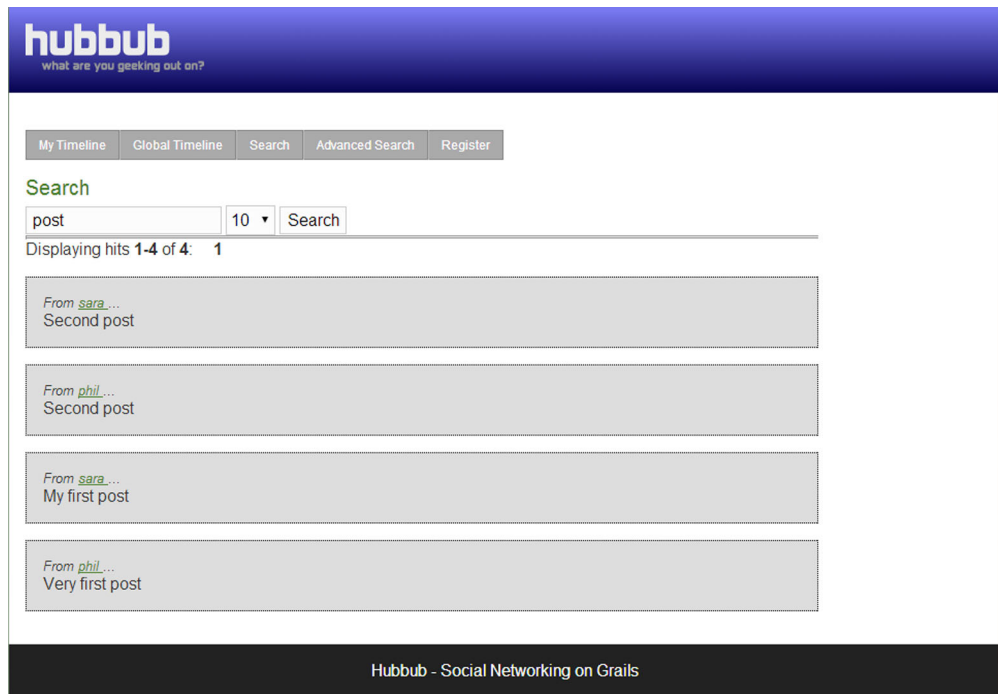 hubbub
what are you geeking out on?
My Timeline Global Timeline Search Advanced Search Register
Search
post 10 Search
Displaying hits 1-4 of 4: 1
From sara ...
Second post
From phil ...
Second post
From sara ...
My first post
From phil ...
Very first post
Hubbub - Social Networking on Grails